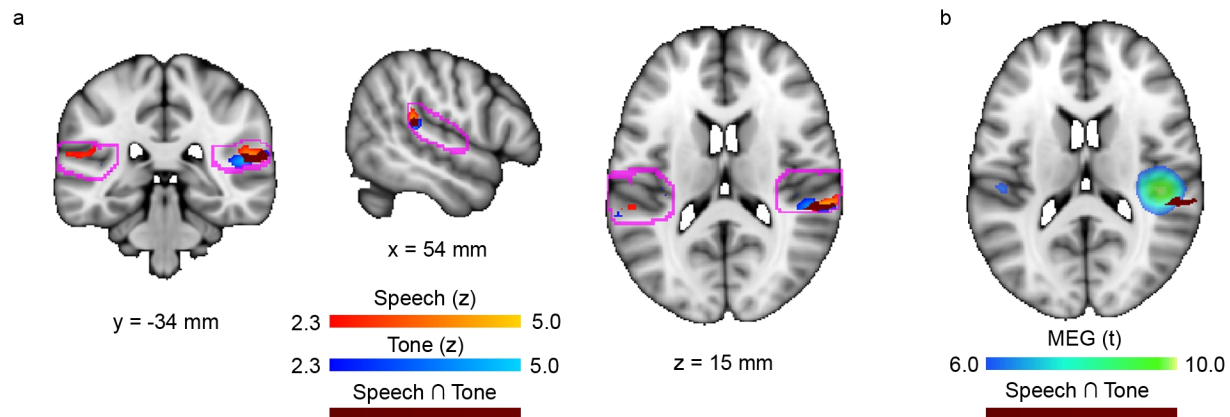 a
b
y = -34 mm
x = 54 mm
Speech (z)
2.3 5.0
Tone (z)
2.3 5.0
Speech ∩ Tone
z = 15 mm
MEG (t)
6.0 10.0
Speech ∩ Tone